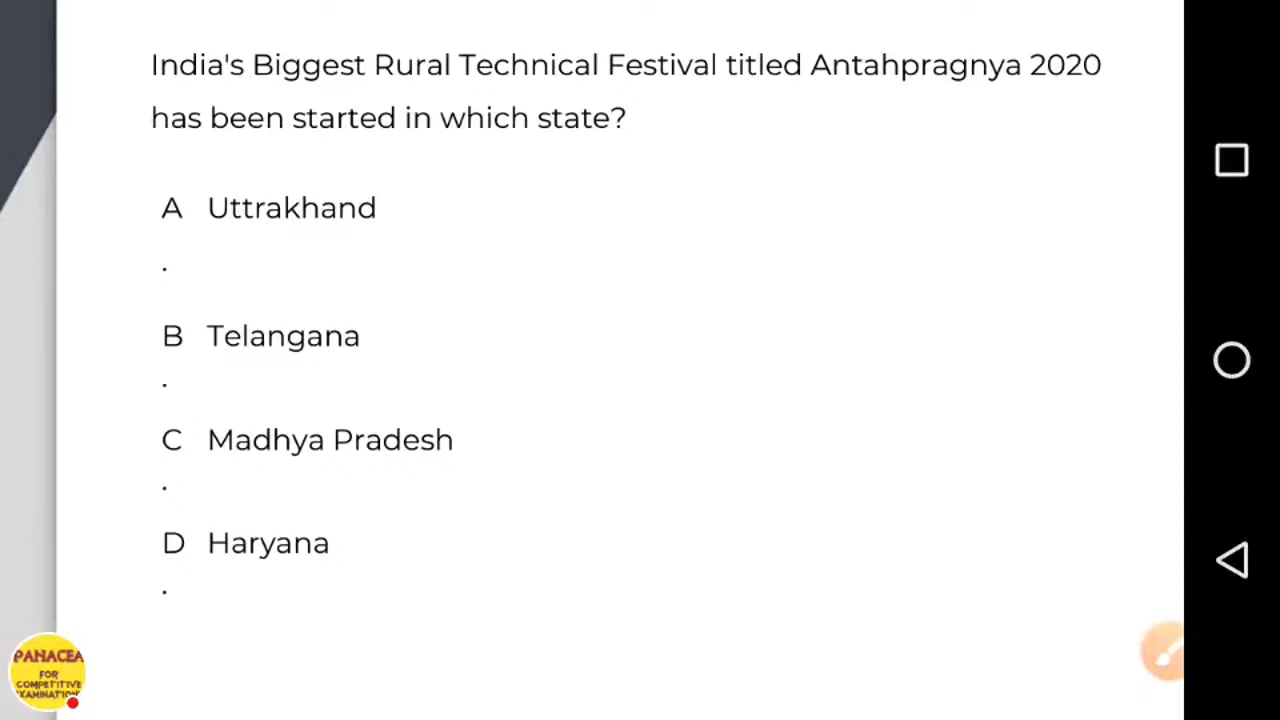 India's Biggest Rural Technical Festival titled Antahpragnya 2020
has been started in which state?
A Uttrakhand
.
B Telangana
.
C Madhya Pradesh
.
D Haryana
.
PANACEA
FOR
COMPETITIVE
EXAMINATION